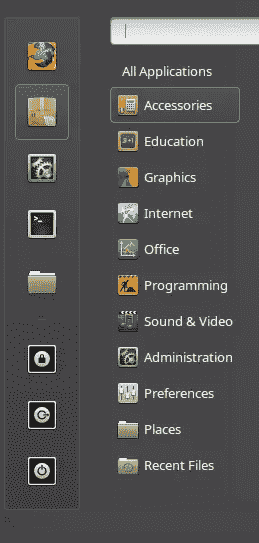 All Applications
Accessories
Education
Graphics
Internet
Office
Programming
Sound & Video
Administration
Preferences
Places
Recent Files